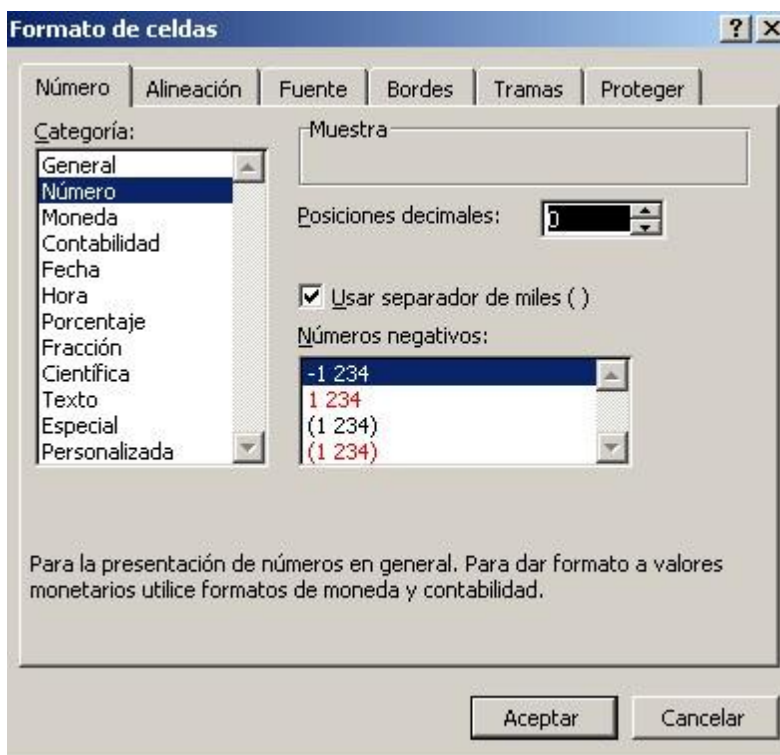 Formato de celdas
Número Alineación Fuente Bordes Tramas Proteger
Categoría:
General
Número
Moneda
Contabilidad
Fecha
Hora
Porcentaje
Fracción
Científica
Texto
Especial
Personalizada
Muestra
Posiciones decimales: 0
Usar separador de miles ( )
Números negativos:
-1 234
1 234
(1 234)
(1 234)
Para la presentación de números en general. Para dar formato a valores
monetarios utilice formatos de moneda y contabilidad.
Aceptar Cancelar